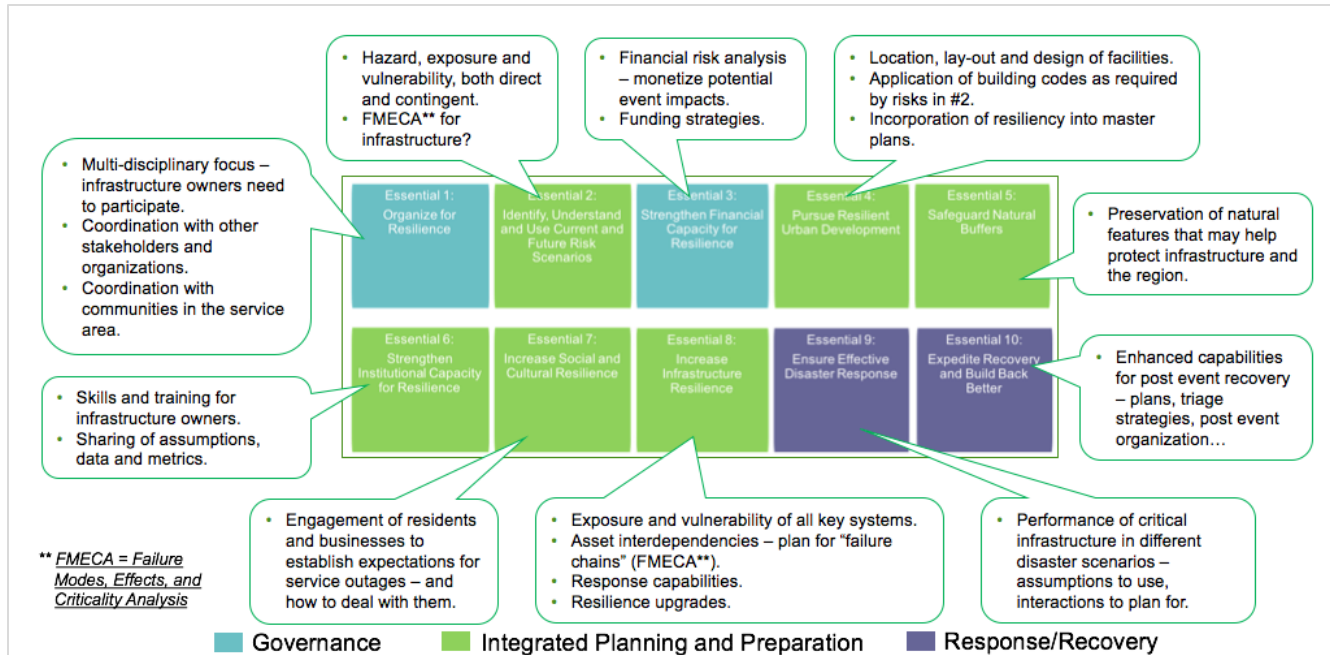 • Hazard, exposure and
vulnerability, both direct
and contingent.
• FMECA** for
infrastructure?
• Financial risk analysis
– monetize potential
event impacts.
• Funding strategies.
• Location, lay-out and design of facilities.
• Application of building codes as required
by risks in #2.
• Incorporation of resiliency into master
plans.
• Multi-disciplinary focus –
infrastructure owners need
to participate.
• Coordination with other
stakeholders and
organizations.
• Coordination with
communities in the service
area.
Essential 1:
Organize for
Resilience
Essential 2:
Identify, Understand
and Use Current and
Future Risk
Scenarios
Essential 3:
Strengthen Financial
Capacity for
Resilience
Essential 4:
Pursue Resilient
Urban Development
Essential 5:
Safeguard Natural
Buffers
• Preservation of natural
features that may help
protect infrastructure and
the region.
Essential 6:
Strengthen
Institutional Capacity
for Resilience
Essential 7:
Increase Social and
Cultural Resilience
Essential 8:
Increase
Infrastructure
Resilience
Essential 9:
Ensure Effective
Disaster Response
Essential 10:
Expedite Recovery
and Build Back
Better
• Enhanced capabilities
for post event recovery
– plans, triage
strategies, post event
organization…
• Skills and training for
infrastructure owners.
• Sharing of assumptions,
data and metrics.
• Engagement of residents
and businesses to
establish expectations for
service outages – and
how to deal with them.
• Exposure and vulnerability of all key systems.
• Asset interdependencies – plan for “failure
chains” (FMECA**).
• Response capabilities.
• Resilience upgrades.
• Performance of critical
infrastructure in different
disaster scenarios –
assumptions to use,
interactions to plan for.
** FMECA = Failure
Modes, Effects, and
Criticality Analysis
Governance
Integrated Planning and Preparation
Response/Recovery